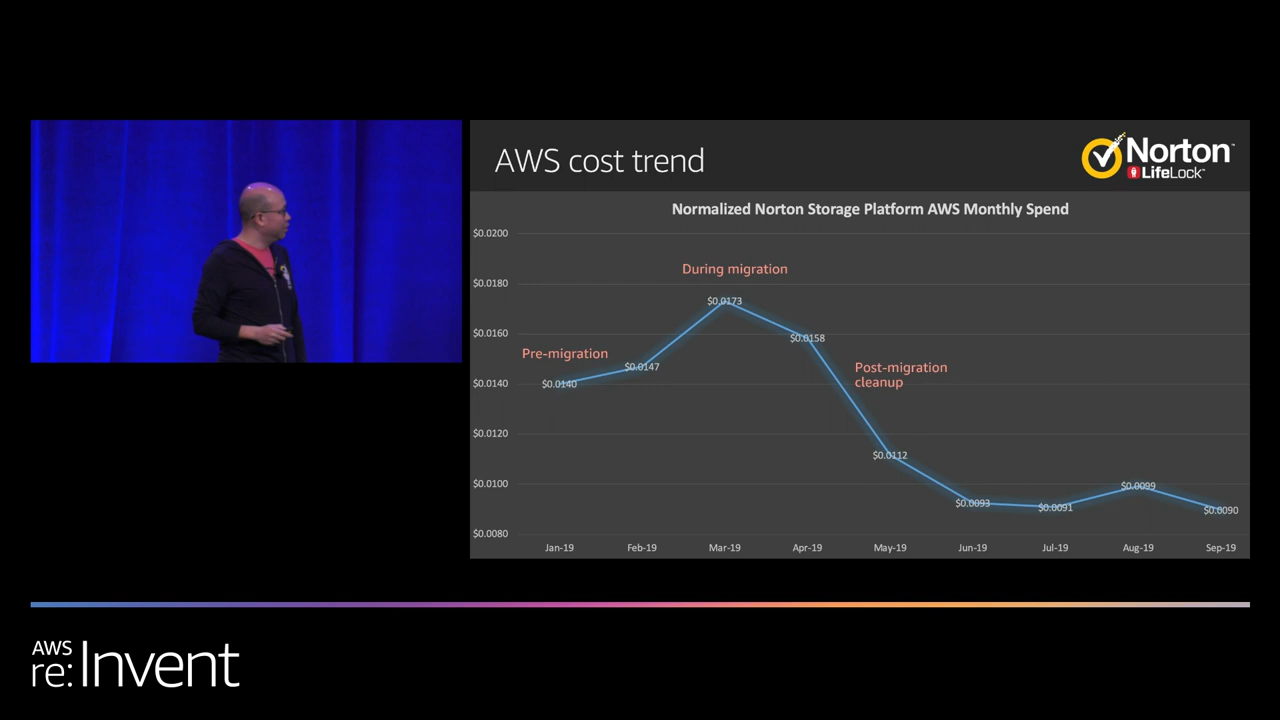 AWS cost trend
Norton™
LifeLock™
Normalized Norton Storage Platform AWS Monthly Spend
$0.0200
$0.0180
$0.0160
$0.0140
$0.0120
$0.0100
$0.0080
Pre-migration
During migration
Post-migration
cleanup
$0.0140
$0.0147
$0.0173
$0.0158
$0.0112
$0.0093
$0.0091
$0.0099
$0.0090
Jan-19 Feb-19 Mar-19 Apr-19 May-19 Jun-19 Jul-19 Aug-19 Sep-19
AWS
re:Invent